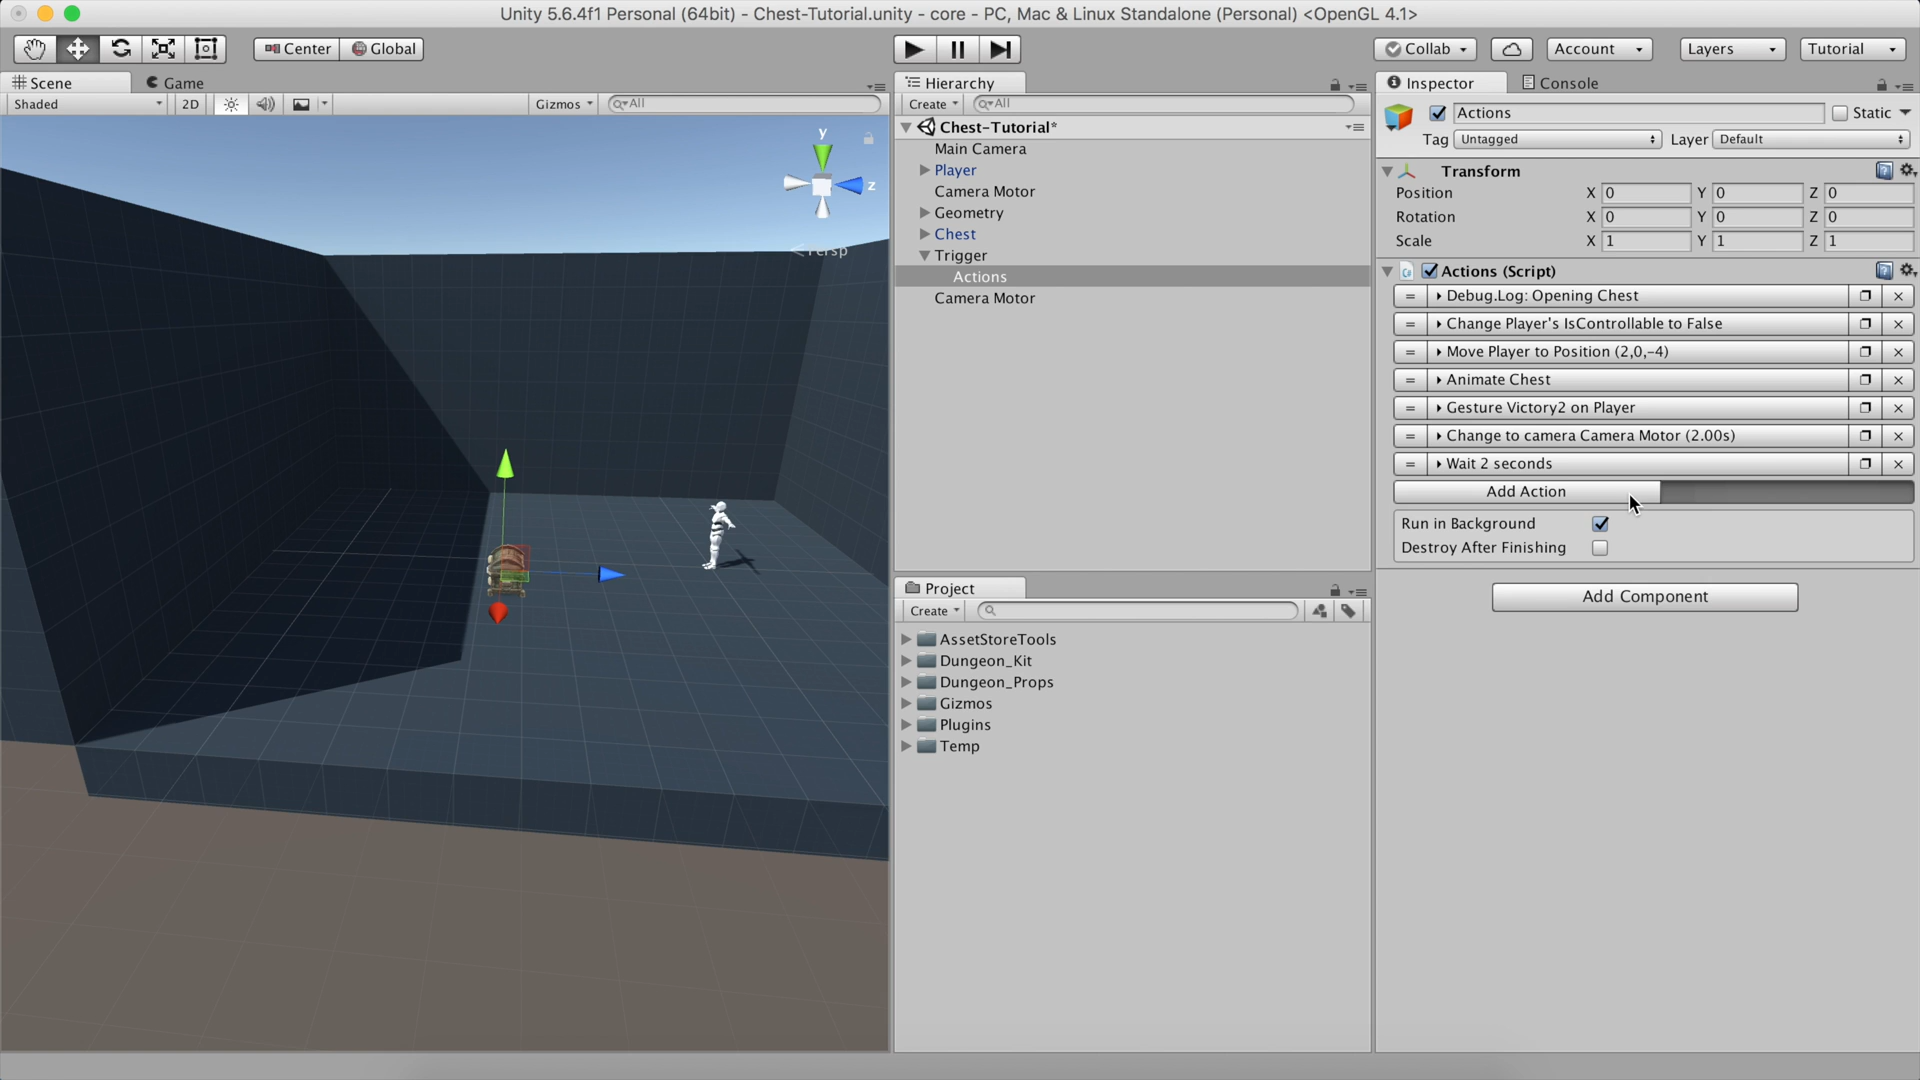 Unity 5.6.4f1 Personal (64bit) - Chest-Tutorial.unity - core - PC, Mac & Linux Standalone (Personal) <OpenGL 4.1>
Center Global
Collab Account Layers Tutorial
Scene Game
Shaded 2D Gizmos All
y
z
Persp
Hierarchy
Create All
Chest-Tutorial*
Main Camera
Player
Camera Motor
Geometry
Chest
Trigger
Actions
Camera Motor
Project
Create
AssetStoreTools
Dungeon_Kit
Dungeon_Props
Gizmos
Plugins
Temp
Inspector Console
Actions Static
Tag Untagged Layer Default
Transform
Position X 0 Y 0 Z 0
Rotation X 0 Y 0 Z 0
Scale X 1 Y 1 Z 1
Actions (Script)
= Debug.Log: Opening Chest
= Change Player's IsControllable to False
= Move Player to Position (2,0,-4)
= Animate Chest
= Gesture Victory2 on Player
= Change to camera Camera Motor (2.00s)
= Wait 2 seconds
Add Action
Run in Background
Destroy After Finishing
Add Component